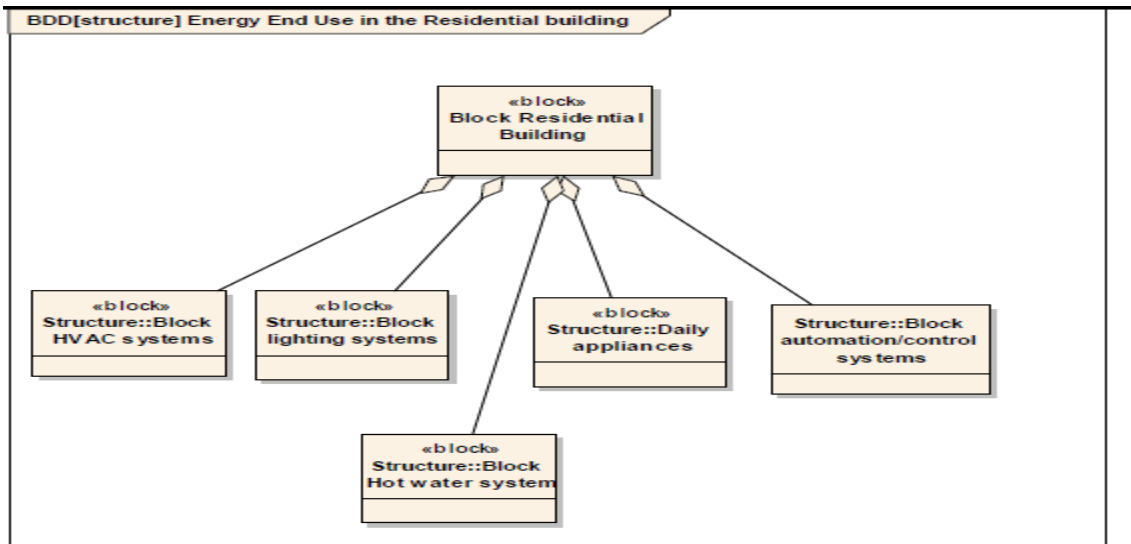 BDD[structure] Energy End Use in the Residential building
«block»
Block Residential
Building
«block»
Structure::Block
HVAC systems
«block»
Structure::Block
lighting systems
«block»
Structure::Daily
appliances
Structure::Block
automation/control
systems
«block»
Structure::Block
Hot water system